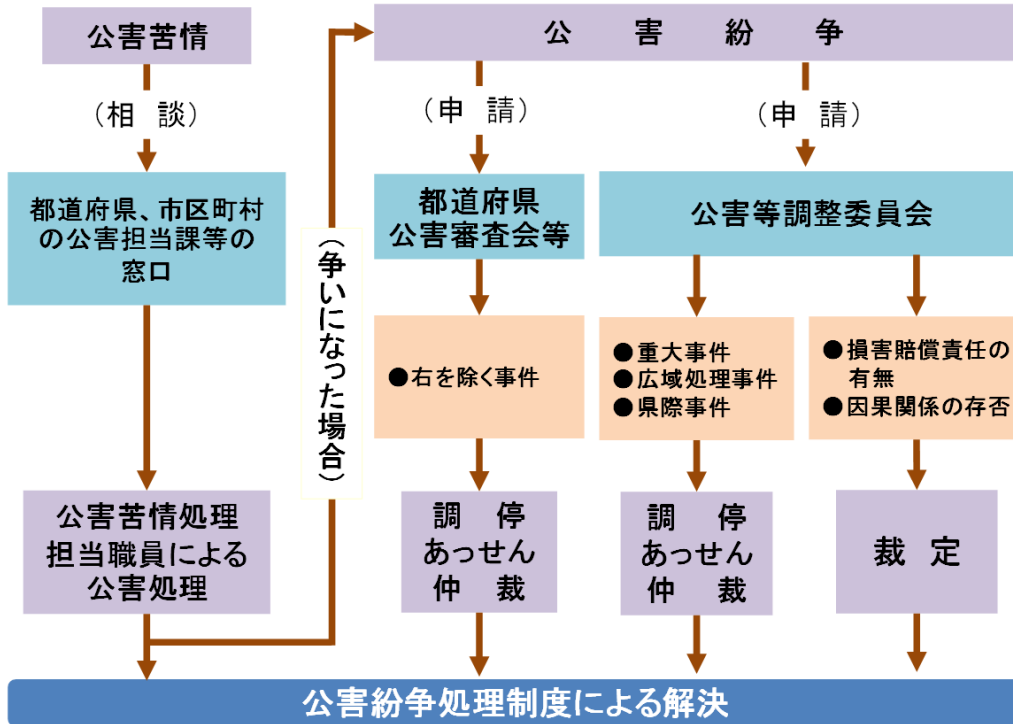 公害苦情
(相 談)
都道府県、市区町村
の公害担当課等の
窓口
公害苦情処理
担当職員による
公害処理
(争いになった場合)
公 害 紛 争
(申 請)
都道府県
公害審査会等
●右を除く事件
調 停
あっせん
仲 裁
(申 請)
公害等調整委員会
●重大事件
●広域処理事件
●県際事件
調 停
あっせん
仲 裁
●損害賠償責任の
有無
●因果関係の存否
裁 定
公害紛争処理制度による解決